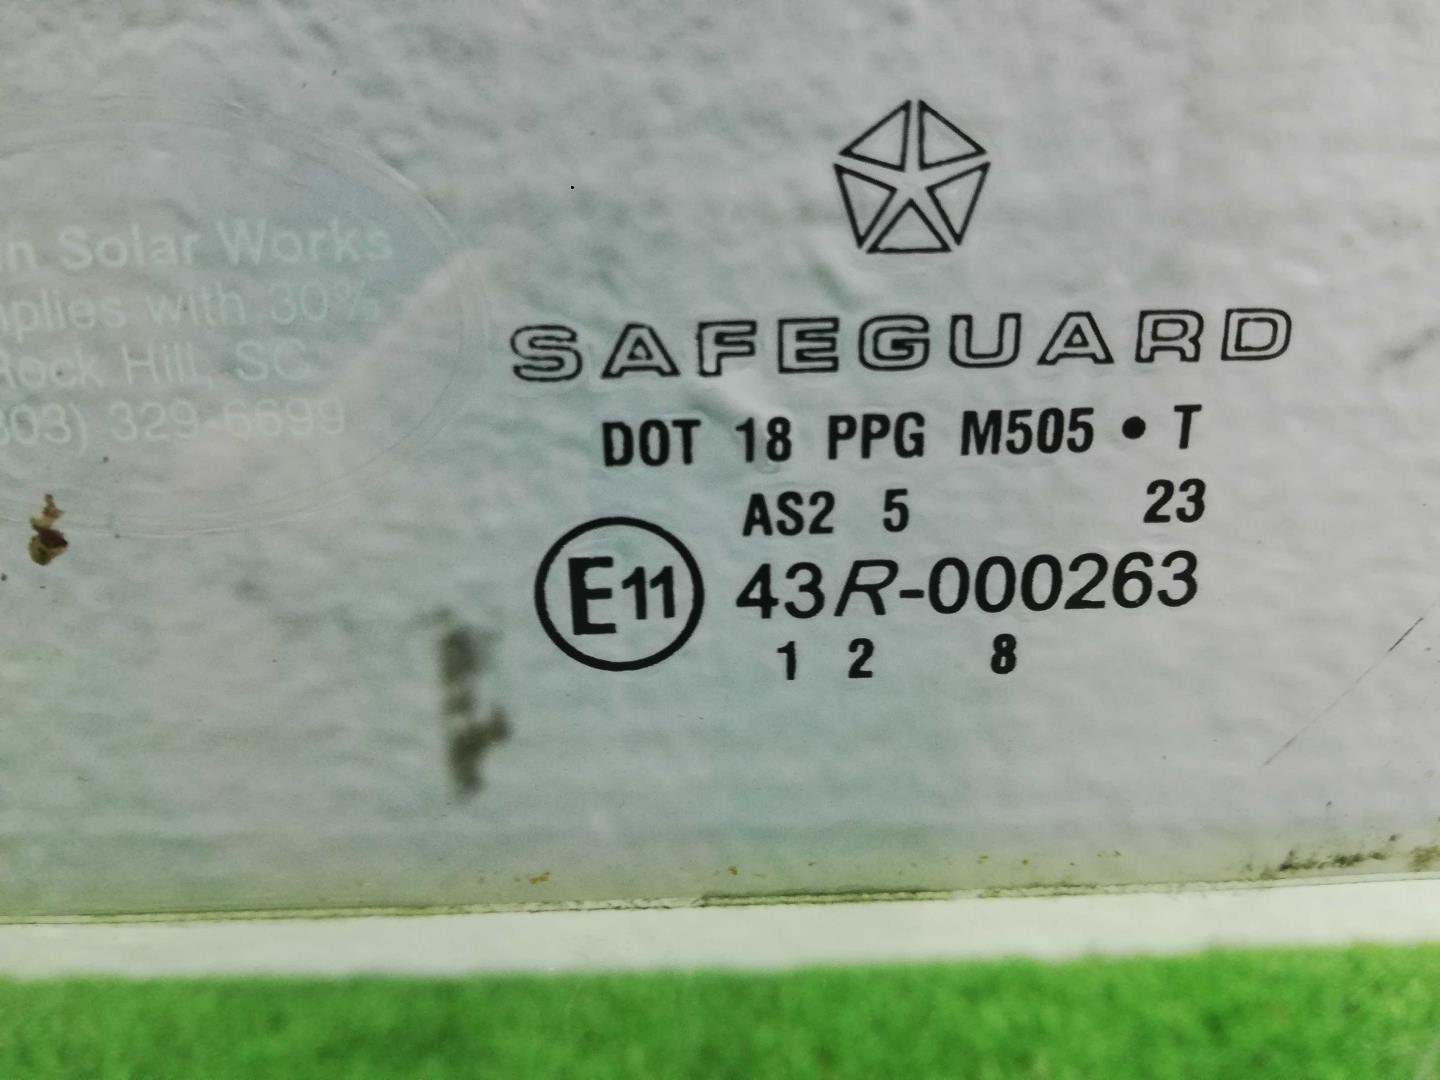 Solar Works
with 30%
Rock Hill, SC
329-6699
SAFEGUARD
DOT 18 PPG M505 • T
AS2 5 23
E11 43R-000263
1 2 8